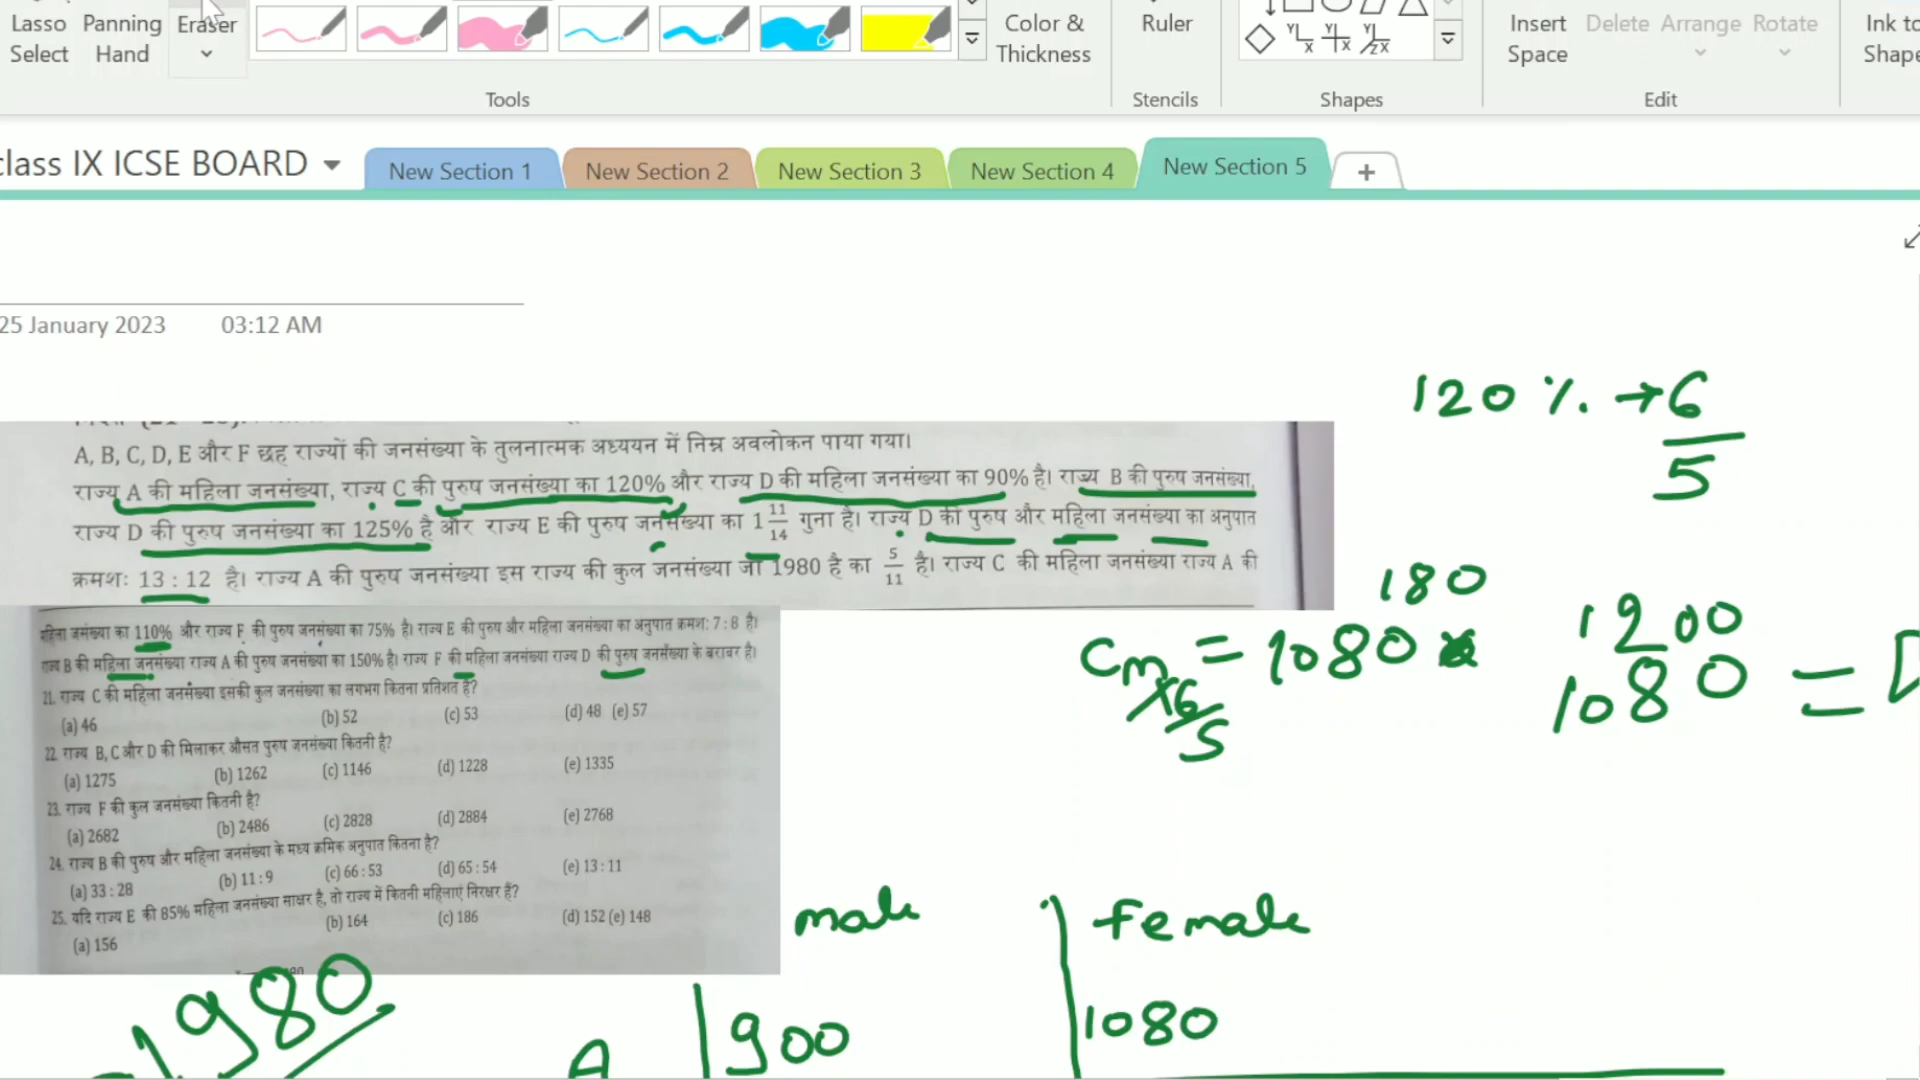 Lasso Select
Panning Hand
Eraser
Color & Thickness
Ruler
Insert Space
Delete
Arrange
Rotate
Ink to Shape
Tools
Stencils
Shapes
Edit
class IX ICSE BOARD
New Section 1
New Section 2
New Section 3
New Section 4
New Section 5
+
25 January 2023 03:12 AM
120 % → 6/5
A, B, C, D, E और F छह राज्यों की जनसंख्या के तुलनात्मक अध्ययन में निम्न अवलोकन पाया गया।
राज्य A की महिला जनसंख्या, राज्य C की पुरुष जनसंख्या का 120% और राज्य D की महिला जनसंख्या का 90% है। राज्य B की पुरुष जनसंख्या,
राज्य D की पुरुष जनसंख्या का 125% है और राज्य E की पुरुष जनसंख्या का 1 11/14 गुना है। राज्य D की पुरुष और महिला जनसंख्या का अनुपात
क्रमशः 13 : 12 है। राज्य A की पुरुष जनसंख्या इस राज्य की कुल जनसंख्या जो 1980 है का 5/11 है। राज्य C की महिला जनसंख्या राज्य A की
महिला जसंख्या का 110% और राज्य F की पुरुष जनसंख्या का 75% है। राज्य E की पुरुष और महिला जनसंख्या का अनुपात क्रमशः 7 : 8 है।
राज्य B की महिला जनसंख्या राज्य A की पुरुष जनसंख्या का 150% है। राज्य F की महिला जनसंख्या राज्य D की पुरुष जनसंख्या के बराबर है।
21. राज्य C की महिला जनसंख्या इसकी कुल जनसंख्या का लगभग कितना प्रतिशत है?
(a) 46 (b) 52 (c) 53 (d) 48 (e) 57
22. राज्य B, C और D की मिलाकर औसत पुरुष जनसंख्या कितनी है?
(a) 1275 (b) 1262 (c) 1146 (d) 1228 (e) 1335
23. राज्य F की कुल जनसंख्या कितनी है?
(a) 2682 (b) 2486 (c) 2828 (d) 2884 (e) 2768
24. राज्य B की पुरुष और महिला जनसंख्या के मध्य क्रमिक अनुपात कितना है?
(a) 33 : 28 (b) 11 : 9 (c) 66 : 53 (d) 65 : 54 (e) 13 : 11
25. यदि राज्य E की 85% महिला जनसंख्या साक्षर है, तो राज्य में कितनी महिलाएं निरक्षर हैं?
(a) 156 (b) 164 (c) 186 (d) 152 (e) 148
180
Cm × 6/5 = 1080
1200
1080 = D
male female
1980
A 900 1080